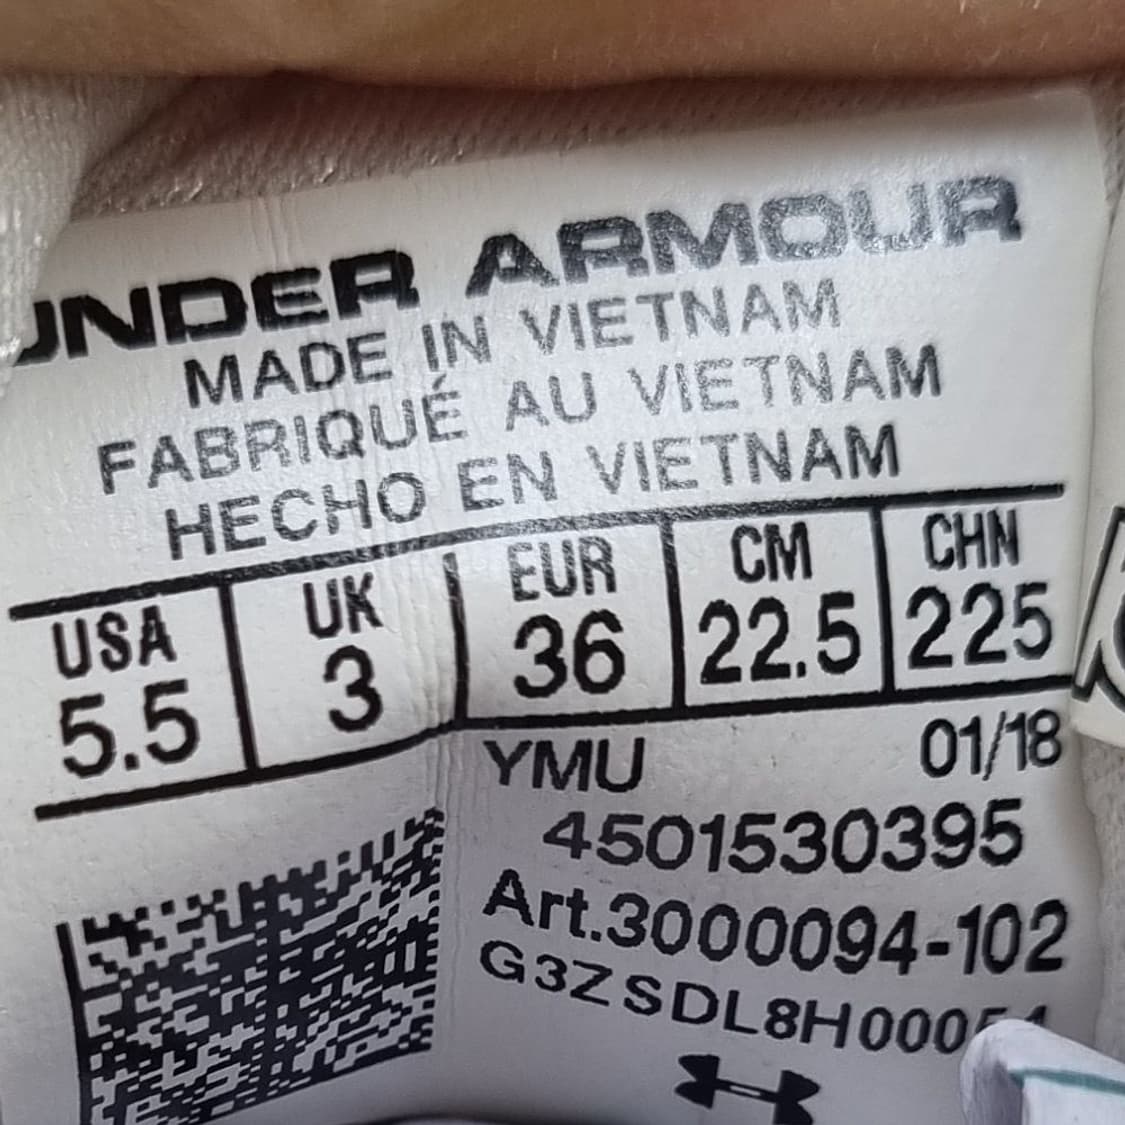 UNDER ARMOUR
MADE IN VIETNAM
FABRIQUÉ AU VIETNAM
HECHO EN VIETNAM
USA UK EUR CM CHN
5.5 3 36 22.5 225
YMU 01/18
4501530395
Art.3000094-102